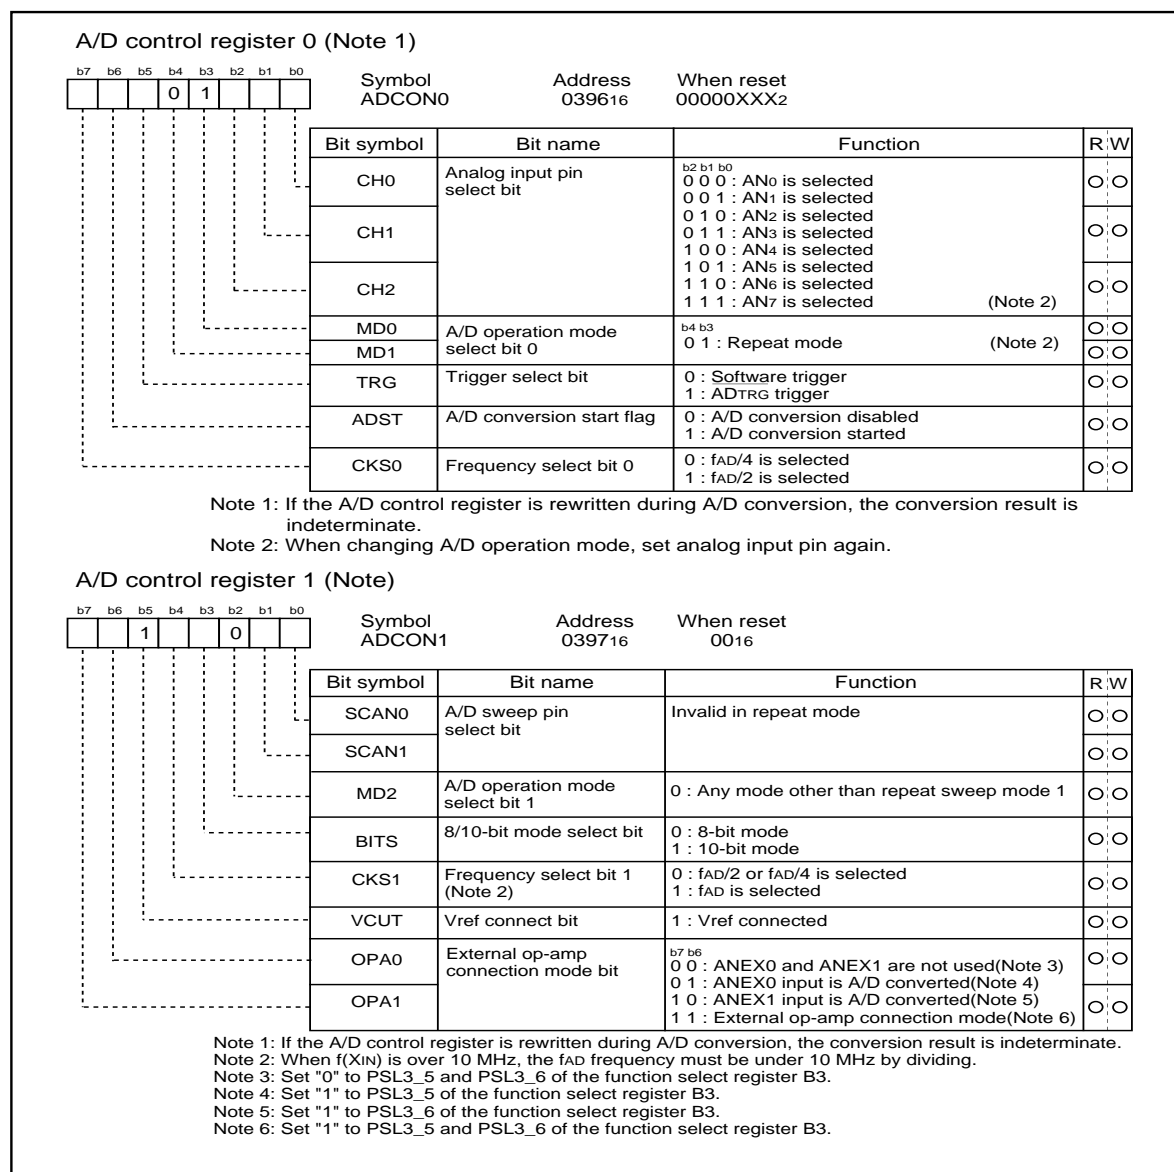 A/D control register 0 (Note 1)
b7 b6 b5 b4 b3 b2 b1 b0
0 1
Symbol Address When reset
ADCON0 039616 00000XXX2
Bit symbol Bit name Function R W
CH0 Analog input pin
select bit
b2 b1 b0
0 0 0 : AN0 is selected
0 0 1 : AN1 is selected
0 1 0 : AN2 is selected
CH1 0 1 1 : AN3 is selected
1 0 0 : AN4 is selected
1 0 1 : AN5 is selected
CH2 1 1 0 : AN6 is selected
1 1 1 : AN7 is selected (Note 2)
MD0 A/D operation mode
select bit 0
b4 b3
0 1 : Repeat mode (Note 2)
MD1
TRG Trigger select bit 0 : Software trigger
1 : ADTRG trigger
ADST A/D conversion start flag 0 : A/D conversion disabled
1 : A/D conversion started
CKS0 Frequency select bit 0 0 : fAD/4 is selected
1 : fAD/2 is selected
Note 1: If the A/D control register is rewritten during A/D conversion, the conversion result is
indeterminate.
Note 2: When changing A/D operation mode, set analog input pin again.
A/D control register 1 (Note)
b7 b6 b5 b4 b3 b2 b1 b0
1 0
Symbol Address When reset
ADCON1 039716 0016
Bit symbol Bit name Function R W
SCAN0 A/D sweep pin
select bit
Invalid in repeat mode
SCAN1
MD2 A/D operation mode
select bit 1
0 : Any mode other than repeat sweep mode 1
BITS 8/10-bit mode select bit 0 : 8-bit mode
1 : 10-bit mode
CKS1 Frequency select bit 1
(Note 2)
0 : fAD/2 or fAD/4 is selected
1 : fAD is selected
VCUT Vref connect bit 1 : Vref connected
OPA0 External op-amp
connection mode bit
b7 b6
0 0 : ANEX0 and ANEX1 are not used(Note 3)
0 1 : ANEX0 input is A/D converted(Note 4)
OPA1 1 0 : ANEX1 input is A/D converted(Note 5)
1 1 : External op-amp connection mode(Note 6)
Note 1: If the A/D control register is rewritten during A/D conversion, the conversion result is indeterminate.
Note 2: When f(XIN) is over 10 MHz, the fAD frequency must be under 10 MHz by dividing.
Note 3: Set "0" to PSL3_5 and PSL3_6 of the function select register B3.
Note 4: Set "1" to PSL3_5 of the function select register B3.
Note 5: Set "1" to PSL3_6 of the function select register B3.
Note 6: Set "1" to PSL3_5 and PSL3_6 of the function select register B3.